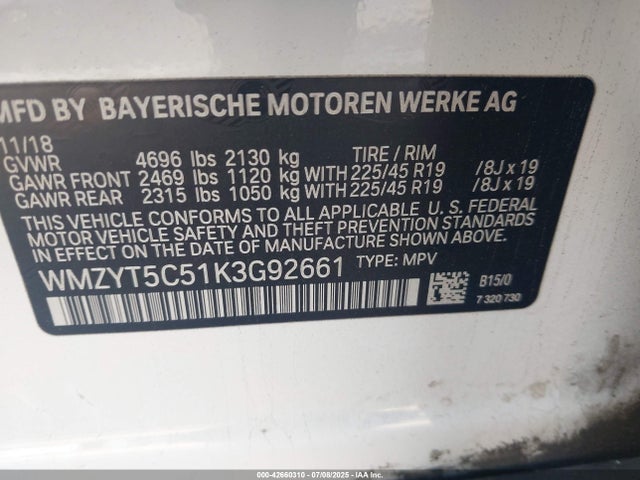 MFD BY BAYERISCHE MOTOREN WERKE AG
11/18
GVWR 4696 lbs 2130 kg TIRE / RIM
GAWR FRONT 2469 lbs 1120 kg WITH 225/45 R19 /8J x 19
GAWR REAR 2315 lbs 1050 kg WITH 225/45 R19 /8J x 19
THIS VEHICLE CONFORMS TO ALL APPLICABLE U.S. FEDERAL
MOTOR VEHICLE SAFETY AND THEFT PREVENTION STANDARDS
IN EFFECT ON THE DATE OF MANUFACTURE SHOWN ABOVE.
WMZYT5C51K3G92661 TYPE: MPV
B15/0
7 320 730
000-42660310 - 07/08/2025 - IAA Inc.